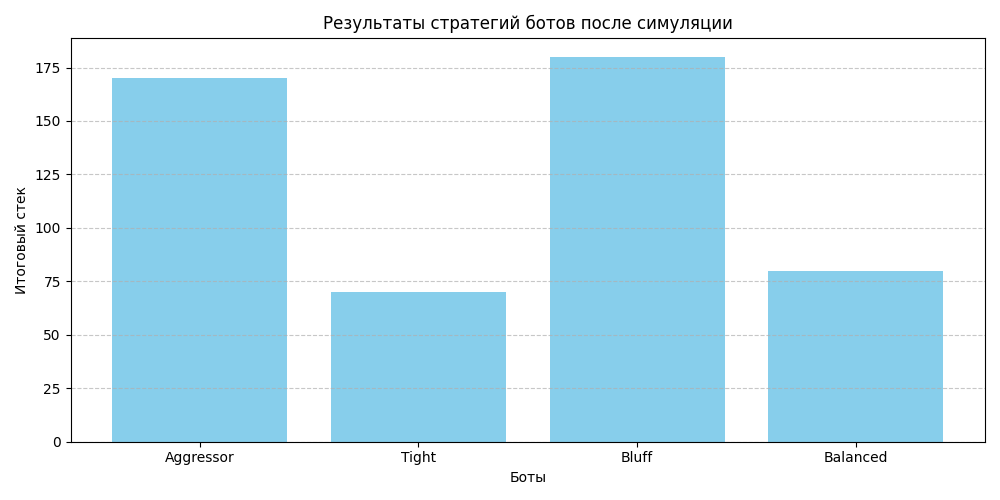 Результаты стратегий ботов после симуляции
Итоговый стек
175
150
125
100
75
50
25
0
Aggressor
Tight
Bluff
Balanced
Боты